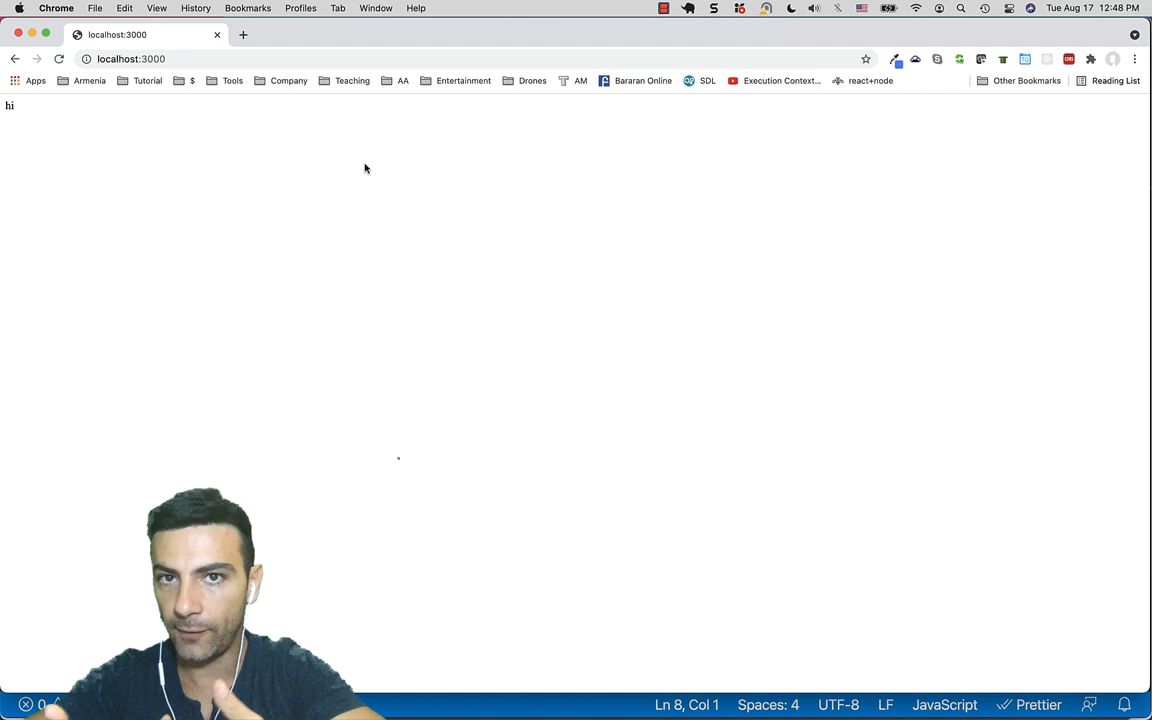 Chrome File Edit View History Bookmarks Profiles Tab Window Help Tue Aug 17 12:48 PM
localhost:3000
localhost:3000
Apps Armenia Tutorial $ Tools Company Teaching AA Entertainment Drones AM Bararan Online SDL Execution Context... react+node Other Bookmarks Reading List
hi
0 Ln 8, Col 1 Spaces: 4 UTF-8 LF JavaScript Prettier